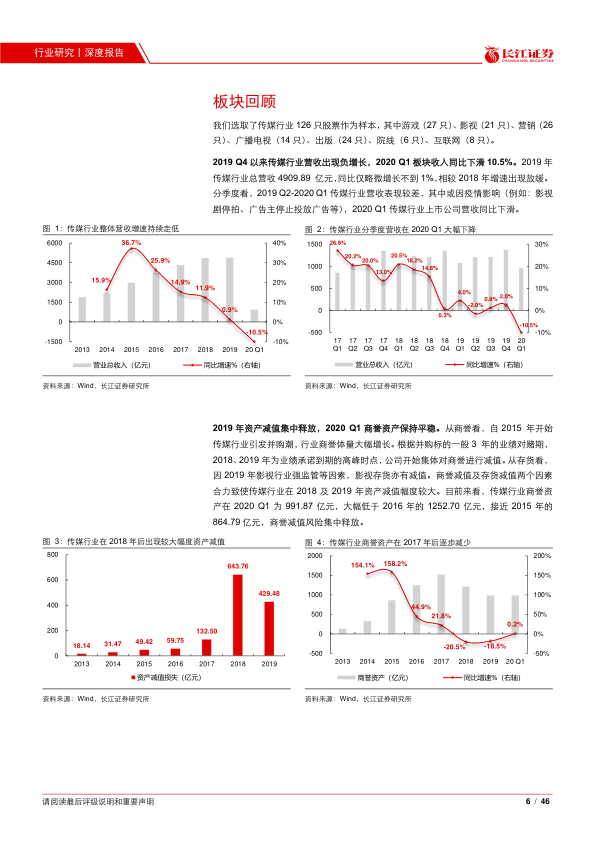 行业研究丨深度报告
长江证券
CHANGJIANG SECURITIES
板块回顾
我们选取了传媒行业 126 只股票作为样本，其中游戏（27 只）、影视（21 只）、营销（26
只）、广播电视（14 只）、出版（24 只）、院线（6 只）、互联网（8 只）。
2019 Q4 以来传媒行业营收出现负增长，2020 Q1 板块收入同比下滑 10.5%。2019 年
传媒行业总营收 4909.89 亿元，同比仅略微增长不到 1%，相较 2018 年增速出现放缓。
分季度看，2019 Q2-2020 Q1 传媒行业营收表现较差，其中或因疫情影响（例如：影视
剧停拍、广告主停止投放广告等），2020 Q1 传媒行业上市公司营收同比下滑。
图 1：传媒行业整体营收增速持续走低
6000
4500
3000
1500
0
-1500
40%
30%
20%
10%
0%
-10%
15.9%
36.7%
25.9%
14.9%
11.9%
0.9%
-10.5%
2013 2014 2015 2016 2017 2018 2019 20 Q1
营业总收入（亿元） 同比增速%（右轴）
资料来源：Wind，长江证券研究所
图 2：传媒行业分季度营收在 2020 Q1 大幅下降
1500
1000
500
0
-500
30%
20%
10%
0%
-10%
26.8%
20.2%
20.0%
13.0%
20.5%
18.2%
14.8%
0.3%
4.0%
-2.0%
0.8%
2.0%
-10.5%
17 17 17 17 18 18 18 18 19 19 19 19 20
Q1 Q2 Q3 Q4 Q1 Q2 Q3 Q4 Q1 Q2 Q3 Q4 Q1
营业总收入（亿元） 同比增速%（右轴）
资料来源：Wind，长江证券研究所
2019 年资产减值集中释放，2020 Q1 商誉资产保持平稳。从商誉看，自 2015 年开始
传媒行业引发并购潮，行业商誉体量大幅增长。根据并购标的一般 3 年的业绩对赌期，
2018、2019 年为业绩承诺到期的高峰时点，公司开始集体对商誉进行减值。从存货看，
因 2019 年影视行业强监管等因素，影视存货亦有减值。商誉减值及存货减值两个因素
合力致使传媒行业在 2018 及 2019 年资产减值幅度较大。目前来看，传媒行业商誉资
产在 2020 Q1 为 991.87 亿元，大幅低于 2016 年的 1252.70 亿元，接近 2015 年的
864.79 亿元，商誉减值风险集中释放。
图 3：传媒行业在 2018 年后出现较大幅度资产减值
800
600
400
200
0
18.14
31.47
49.42
59.75
132.50
643.76
429.48
2013 2014 2015 2016 2017 2018 2019
资产减值损失（亿元）
资料来源：Wind，长江证券研究所
图 4：传媒行业商誉资产在 2017 年后逐步减少
2000
1500
1000
500
0
-500
200%
150%
100%
50%
0%
-50%
154.1%
158.2%
44.9%
21.8%
-20.5%
-18.5%
0.2%
2013 2014 2015 2016 2017 2018 2019 20 Q1
商誉资产（亿元） 同比增速%（右轴）
资料来源：Wind，长江证券研究所
请阅读最后评级说明和重要声明
6 / 46